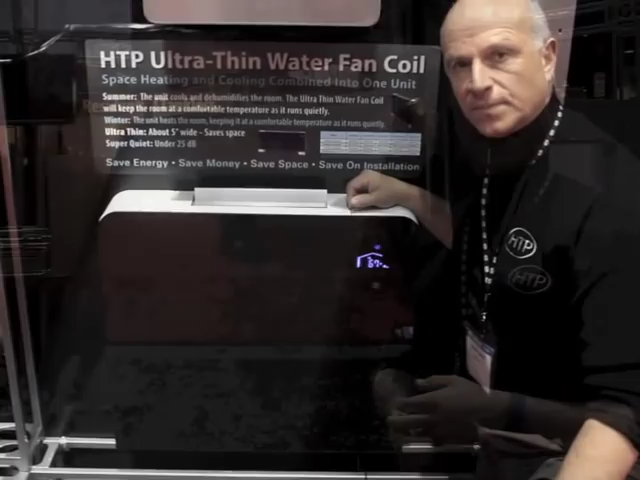 HTP Ultra-Thin Water Fan Coil
Space Heating and Cooling Combined Into One Unit
Summer: The unit cools and dehumidifies the room. The Ultra Thin Water Fan Coil
will keep the room at a comfortable temperature as it runs quietly.
Winter: The unit heats the room, keeping it at a comfortable temperature as it runs quietly.
Ultra Thin: About 5" wide - Saves space
Super Quiet: Under 25 dB
Save Energy • Save Money • Save Space • Save On Installation
HTP
HTP